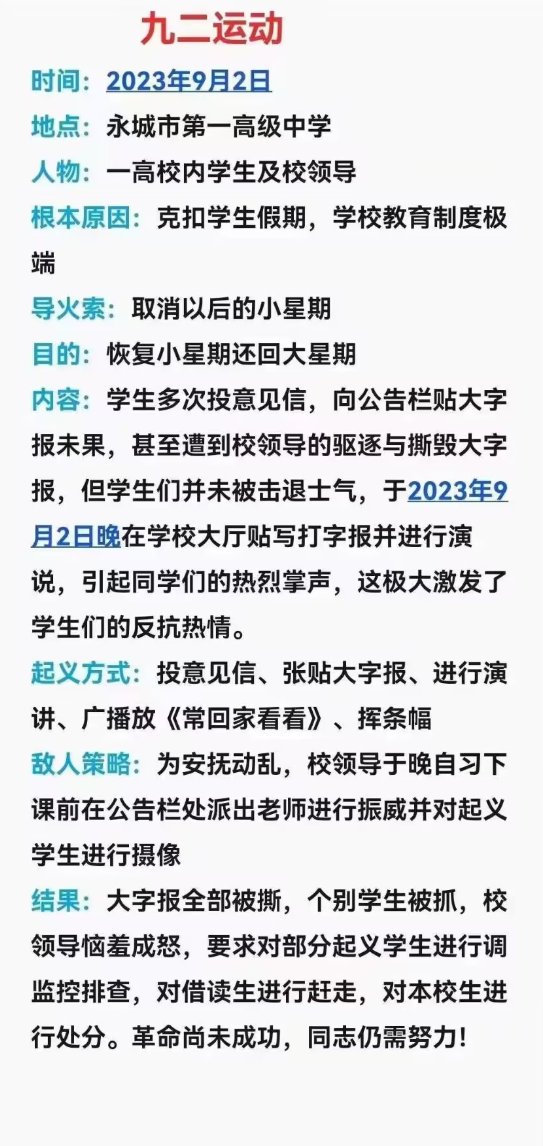 九二运动
时间：2023年9月2日
地点：永城市第一高级中学
人物：一高校内学生及校领导
根本原因：克扣学生假期，学校教育制度极
端
导火索：取消以后的小星期
目的：恢复小星期还回大星期
内容：学生多次投意见信，向公告栏贴大字
报未果，甚至遭到校领导的驱逐与撕毁大字
报，但学生们并未被击退士气，于2023年9
月2日晚在学校大厅贴写打字报并进行演
说，引起同学们的热烈掌声，这极大激发了
学生们的反抗热情。
起义方式：投意见信、张贴大字报、进行演
讲、广播放《常回家看看》、挥条幅
敌人策略：为安抚动乱，校领导于晚自习下
课前在公告栏处派出老师进行振威并对起义
学生进行摄像
结果：大字报全部被撕，个别学生被抓，校
领导恼羞成怒，要求对部分起义学生进行调
监控排查，对借读生进行赶走，对本校生进
行处分。革命尚未成功，同志仍需努力！